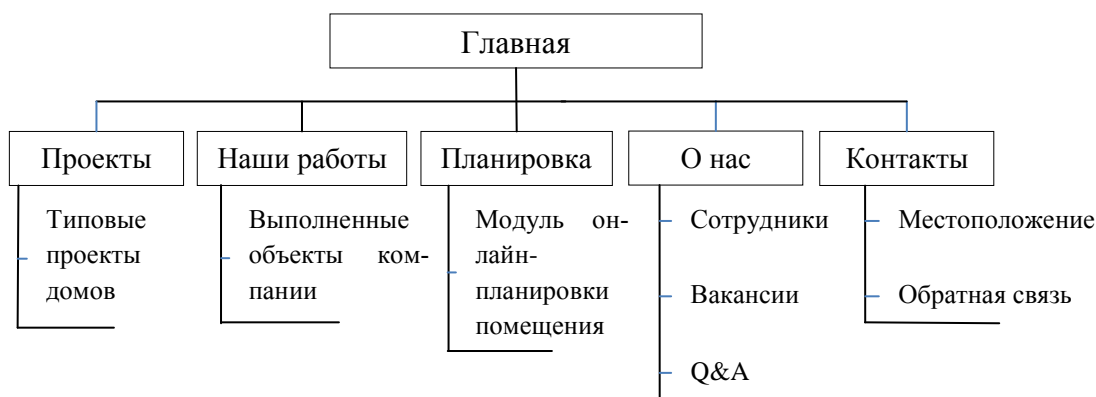 Главная
Проекты
Наши работы
Планировка
О нас
Контакты
Типовые
проекты
домов
Выполненные
объекты ком-
пании
Модуль он-
лайн-
планировки
помещения
Сотрудники
Вакансии
Q&A
Местоположение
Обратная связь